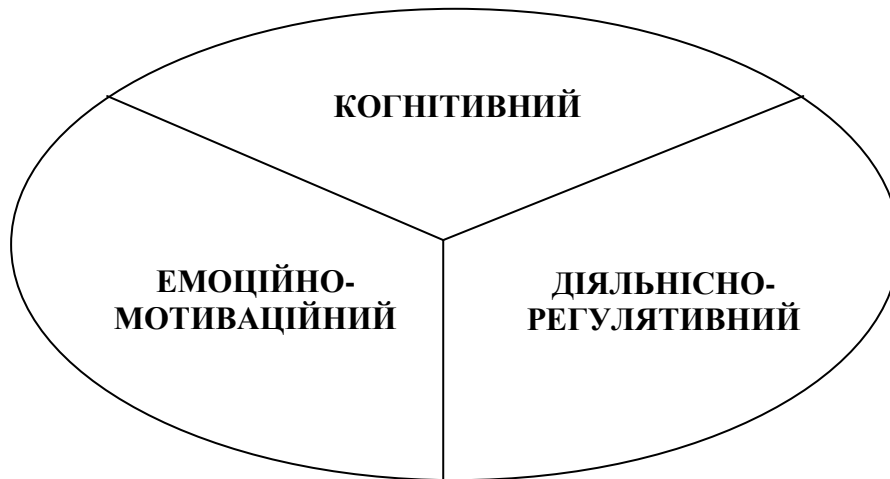 КОГНІТИВНИЙ
ЕМОЦІЙНО-
МОТИВАЦІЙНИЙ
ДІЯЛЬНІСНО-
РЕГУЛЯТИВНИЙ